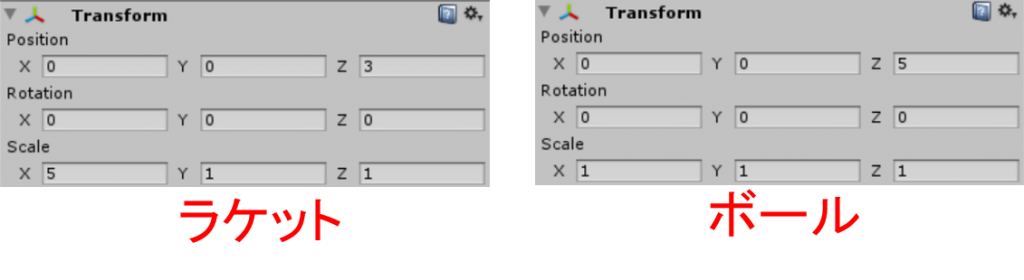 Transform
Position
X 0 Y 0 Z 3
Rotation
X 0 Y 0 Z 0
Scale
X 5 Y 1 Z 1
ラケット
Transform
Position
X 0 Y 0 Z 5
Rotation
X 0 Y 0 Z 0
Scale
X 1 Y 1 Z 1
ボール